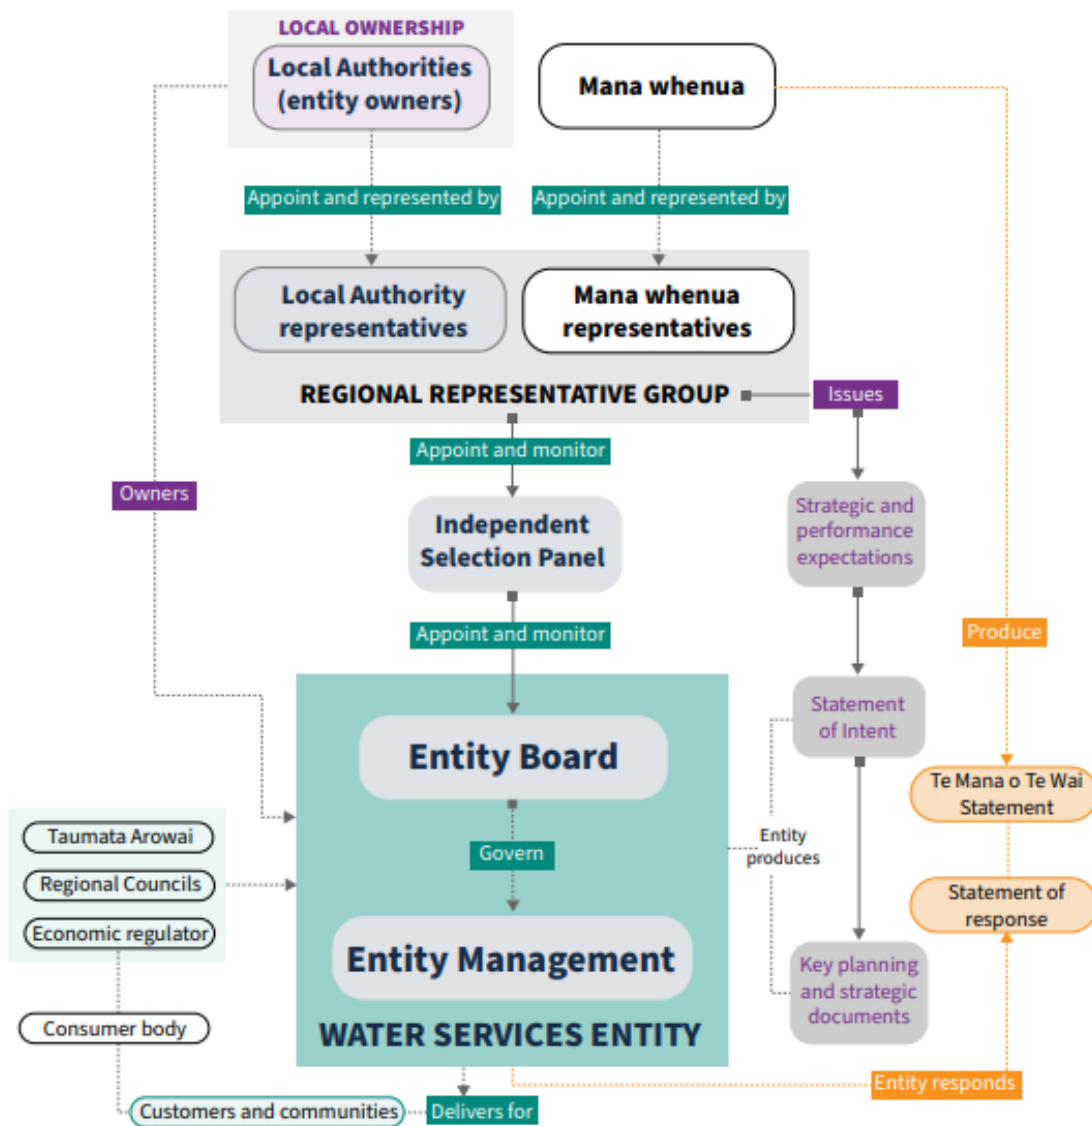 LOCAL OWNERSHIP
Local Authorities
(entity owners)
Mana whenua
Appoint and represented by
Appoint and represented by
Local Authority
representatives
Mana whenua
representatives
REGIONAL REPRESENTATIVE GROUP
Issues
Appoint and monitor
Owners
Independent
Selection Panel
Strategic and
performance
expectations
Appoint and monitor
Produce
Statement
of Intent
Entity Board
Te Mana o Te Wai
Statement
Taumata Arowai
Regional Councils
Economic regulator
Govern
Entity
produces
Statement of
response
Entity Management
Key planning
and strategic
documents
WATER SERVICES ENTITY
Consumer body
Entity responds
Customers and communities
Delivers for